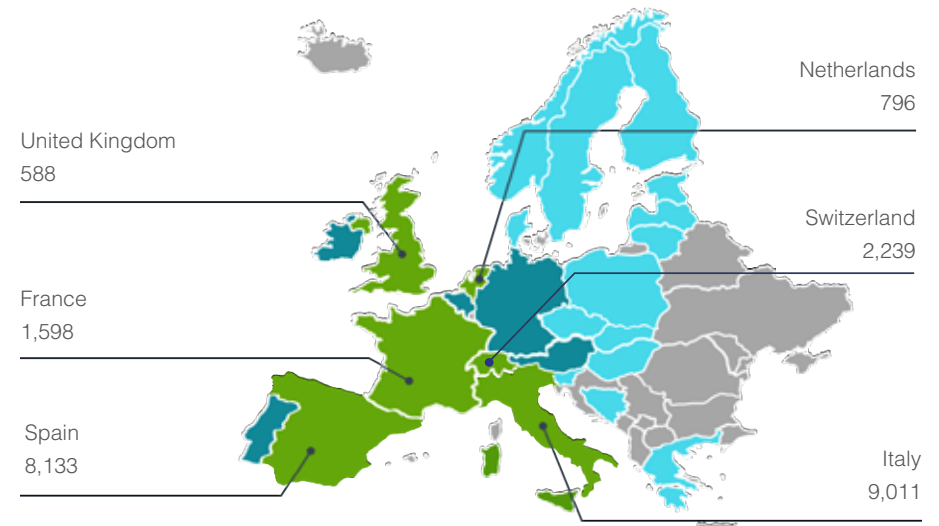 Netherlands
796
United Kingdom
588
Switzerland
2,239
France
1,598
Spain
8,133
Italy
9,011